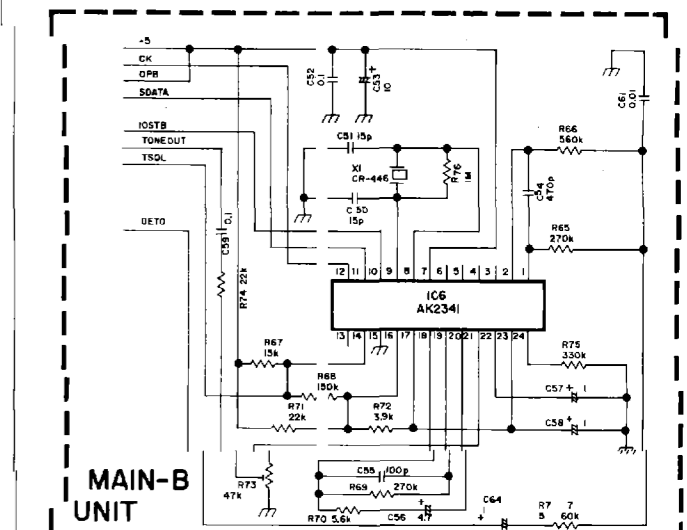 -5
CK
OPB
SDATA
IOSTB
TONEOUT
TSQL
DETO
C52
0.1
C53
+
10
C61
0.01
C51 15p
X1
CR-446
R76
1M
C50
15p
R66
560k
C54
470p
R65
270k
C59
0.1
R74 22k
12 11 10 9 8 7 6 5 4 3 2 1
IC6
AK2341
13 14 15 16 17 18 19 20 21 22 23 24
R67
15k
R68
150k
R71
22k
R72
3.9k
R75
330k
C57 + 1
C58 + 1
MAIN-B
UNIT
R73
47k
C55 100p
R69 270k
R70 5.6k
C56 + 4.7
C64
+
R7 7
5 60k